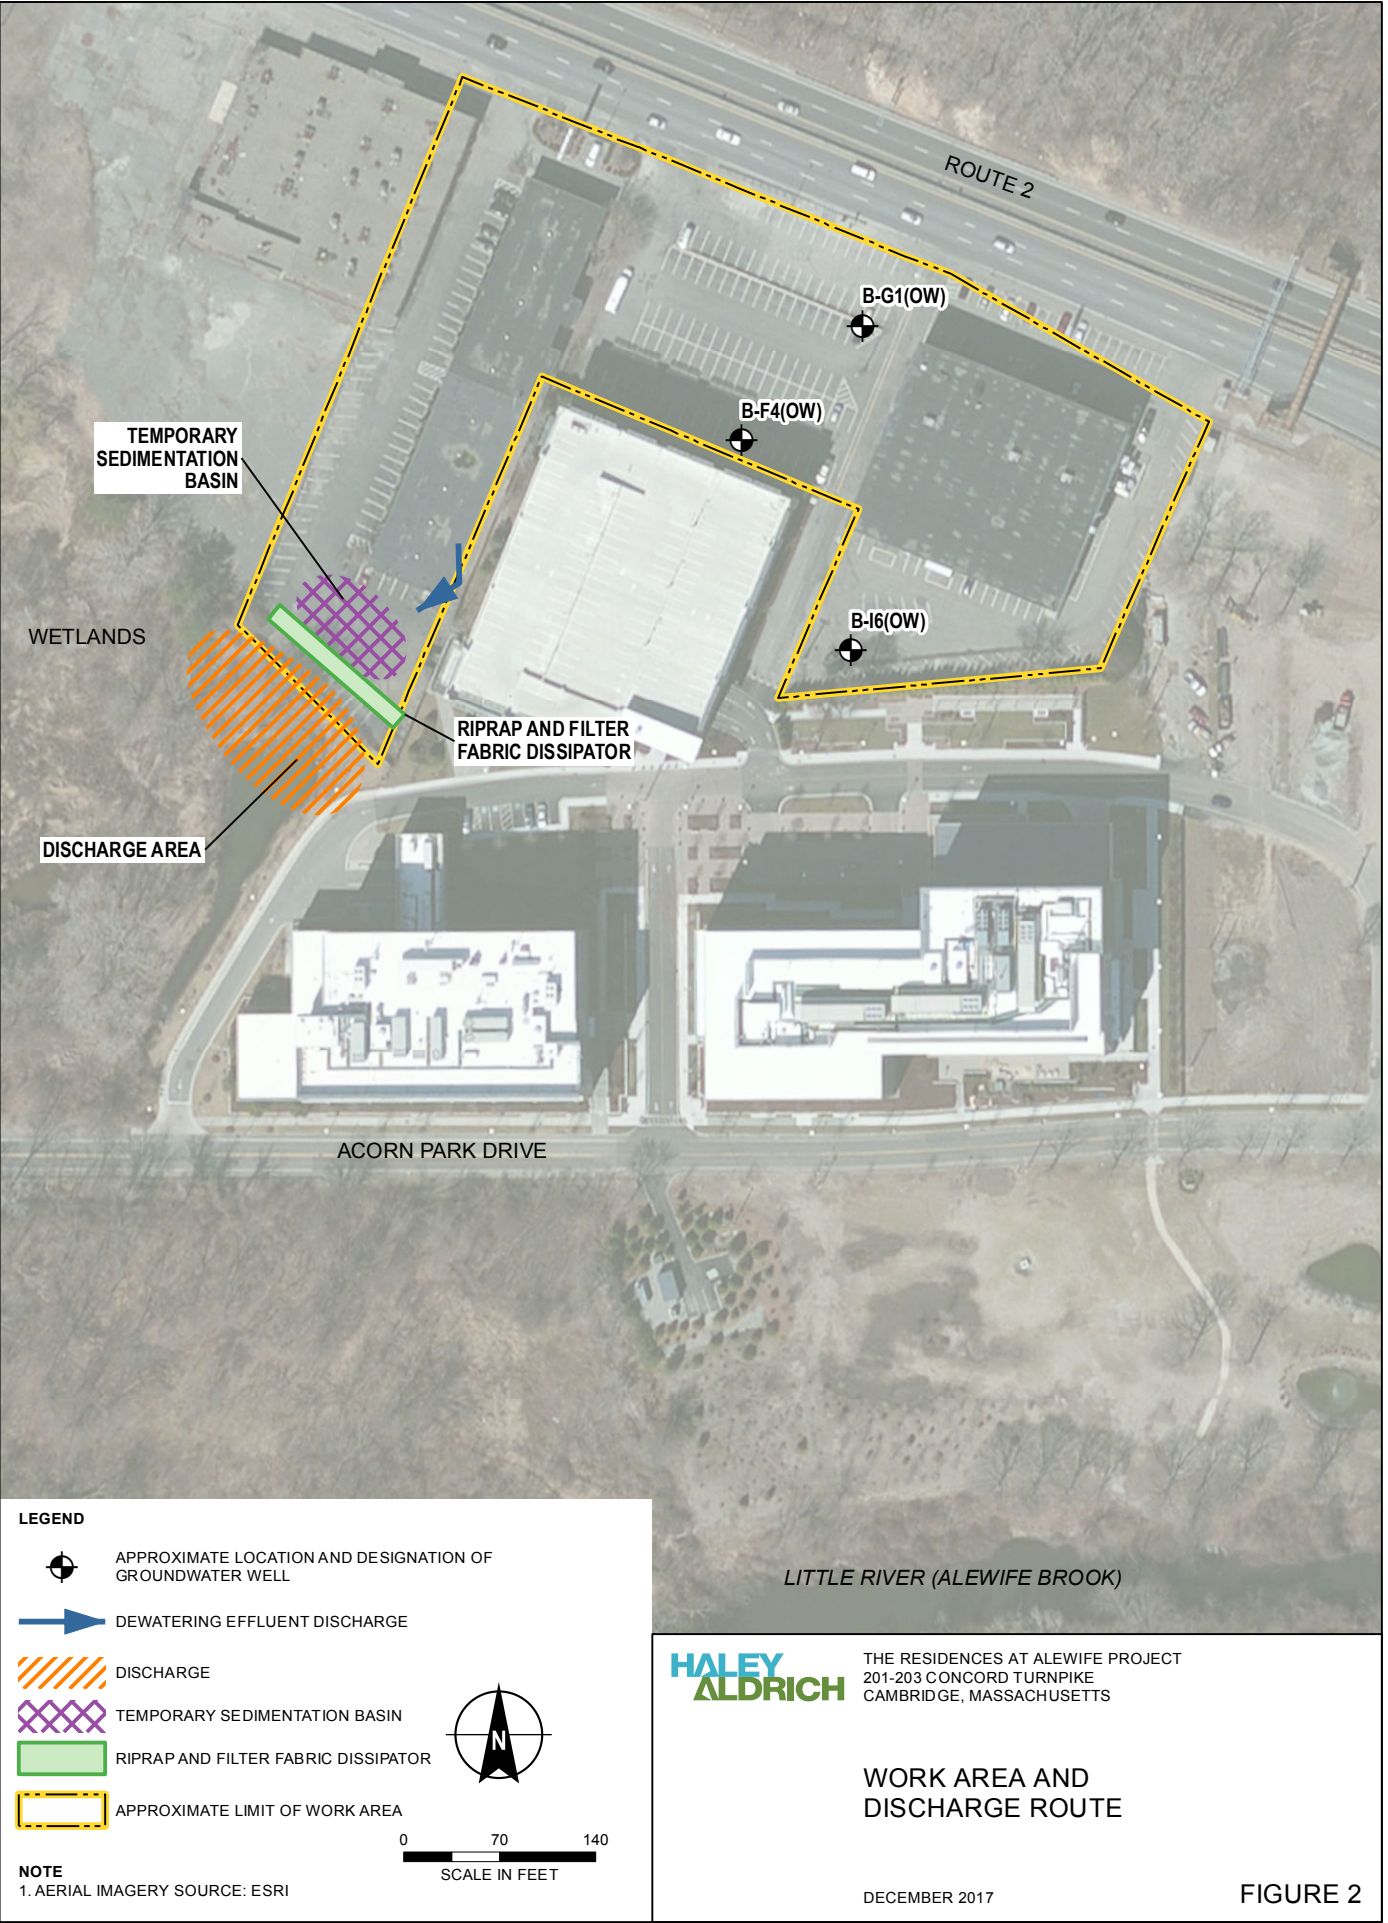 ROUTE 2
B-G1(OW)
B-F4(OW)
TEMPORARY
SEDIMENTATION
BASIN
B-I6(OW)
WETLANDS
RIPRAP AND FILTER
FABRIC DISSIPATOR
DISCHARGE AREA
ACORN PARK DRIVE
LITTLE RIVER (ALEWIFE BROOK)
LEGEND
APPROXIMATE LOCATION AND DESIGNATION OF
GROUNDWATER WELL
DEWATERING EFFLUENT DISCHARGE
DISCHARGE
TEMPORARY SEDIMENTATION BASIN
RIPRAP AND FILTER FABRIC DISSIPATOR
APPROXIMATE LIMIT OF WORK AREA
N
0 70 140
SCALE IN FEET
NOTE
1. AERIAL IMAGERY SOURCE: ESRI
HALEY
ALDRICH
THE RESIDENCES AT ALEWIFE PROJECT
201-203 CONCORD TURNPIKE
CAMBRIDGE, MASSACHUSETTS
WORK AREA AND
DISCHARGE ROUTE
DECEMBER 2017
FIGURE 2